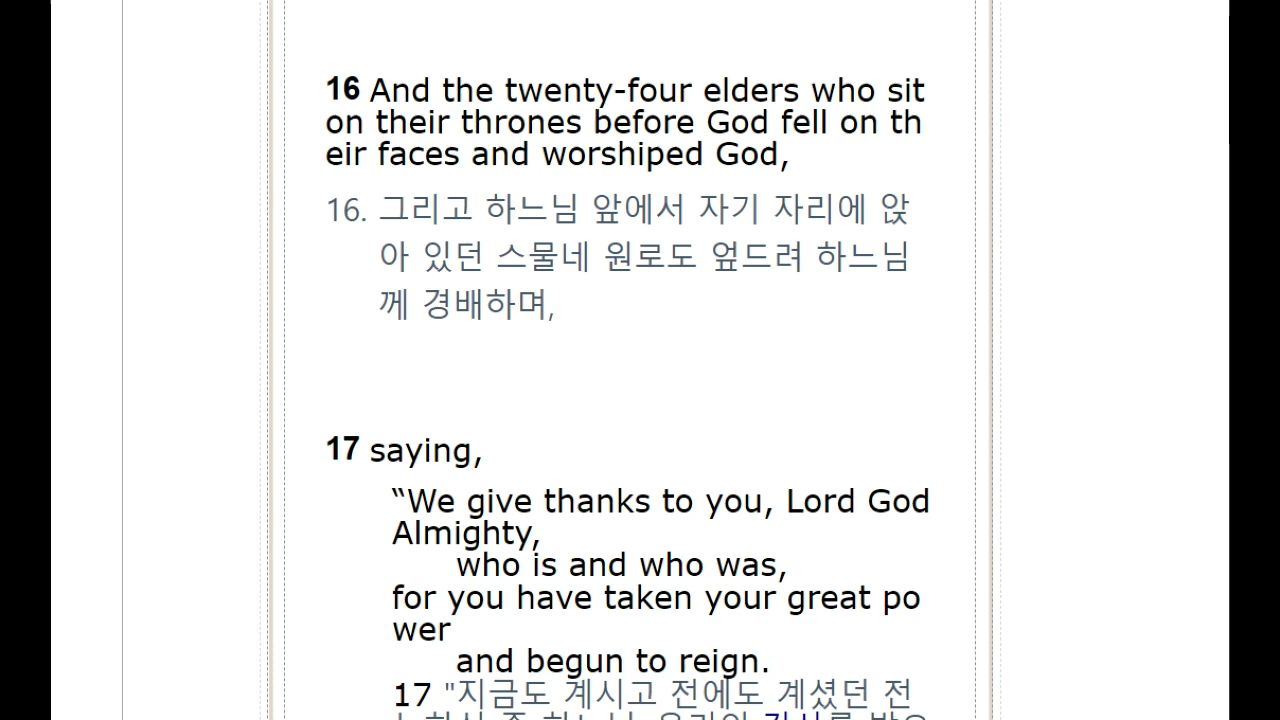 16 And the twenty-four elders who sit
on their thrones before God fell on th
eir faces and worshiped God,
16. 그리고 하느님 앞에서 자기 자리에 앉
아 있던 스물네 원로도 엎드려 하느님
께 경배하며,
17 saying,
“We give thanks to you, Lord God
Almighty,
who is and who was,
for you have taken your great po
wer
and begun to reign.
17 "지금도 계시고 전에도 계셨던 전